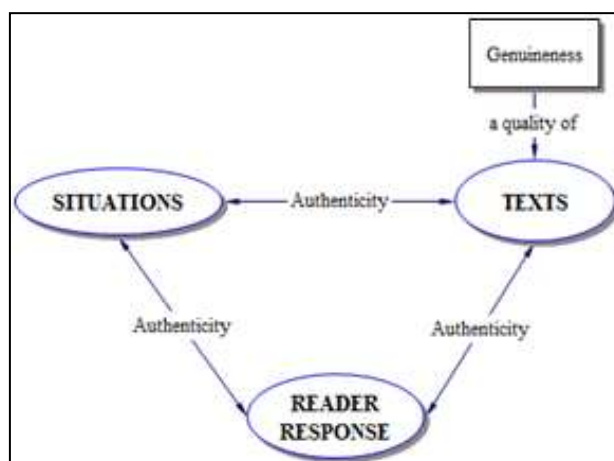 Genuineness
a quality of
SITUATIONS
Authenticity
TEXTS
Authenticity
Authenticity
READER
RESPONSE